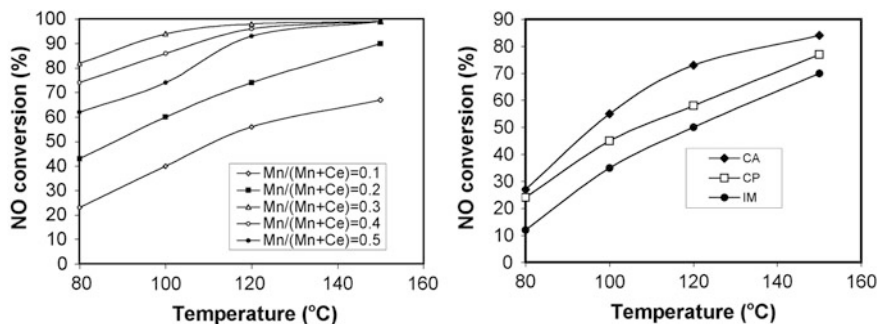 NO conversion (%)
100
90
80
70
60
50
40
30
20
10
0
80 100 120 140 160
Temperature (°C)
Mn/(Mn+Ce)=0.1
Mn/(Mn+Ce)=0.2
Mn/(Mn+Ce)=0.3
Mn/(Mn+Ce)=0.4
Mn/(Mn+Ce)=0.5
NO conversion (%)
90
80
70
60
50
40
30
20
10
0
80 100 120 140 160
Temperature (°C)
CA
CP
IM